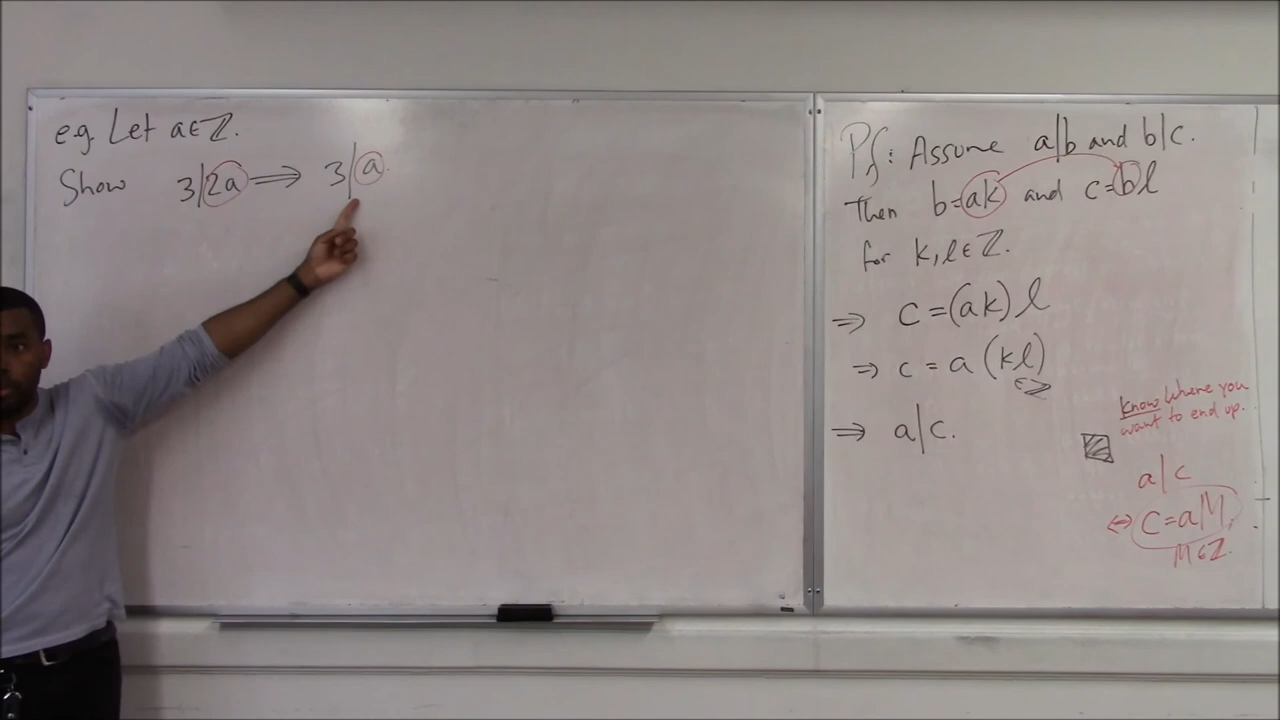 e.g. Let a∈ℤ.
Show 3|2a ⟹ 3|a.
Pf: Assume a|b and b|c.
Then b=ak and c=bl
for k, l ∈ ℤ.
⇒ c = (ak) l
⇒ c = a (kl)
∈ℤ
⇒ a|c.
Know where you
want to end up.
a|c
⇔ c=aM,
M∈ℤ.